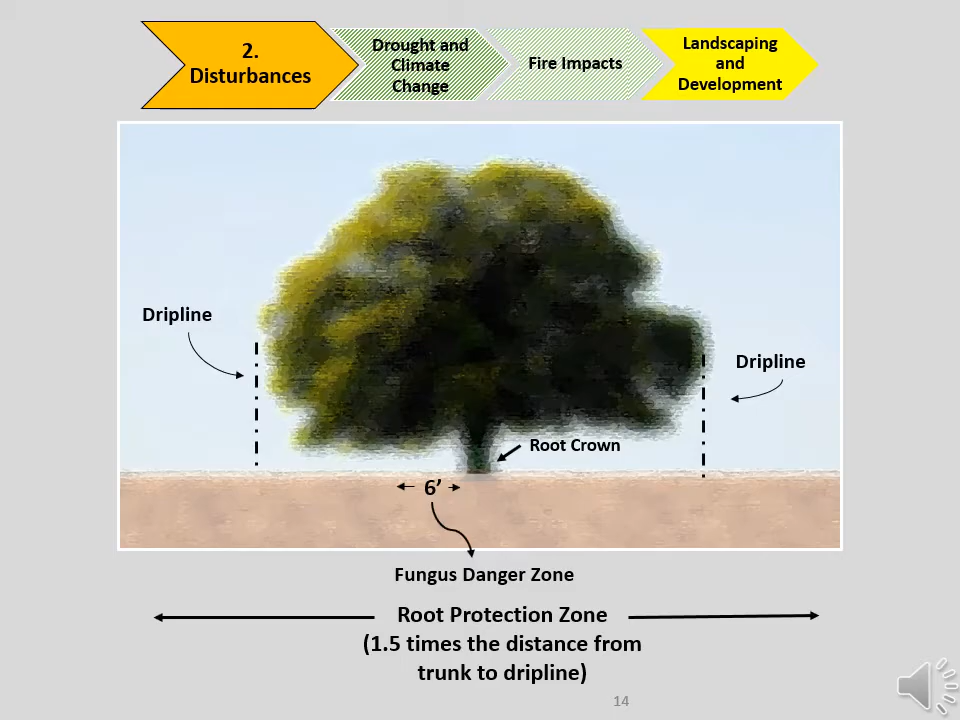 2.
Disturbances
Drought and
Climate
Change
Fire Impacts
Landscaping
and
Development
Dripline
Dripline
Root Crown
6’
Fungus Danger Zone
Root Protection Zone
(1.5 times the distance from
trunk to dripline)
14